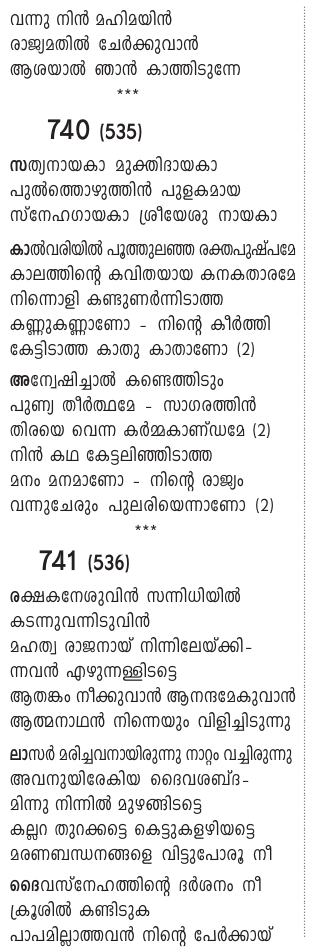 വന്നു നിൻ മഹിമയിൻ
രാജ്യമതിൽ ചേർക്കുവാൻ
ആശയാൽ ഞാൻ കാത്തിടുന്നേ
***
740 (535)
സത്യനായകാ മുക്തിദായകാ
പുൽത്തൊഴുത്തിൻ പുളകമായ
സ്നേഹഗായകാ ശ്രീയേശു നായകാ
കാൽവരിയിൽ പൂത്തുലഞ്ഞ രക്തപുഷ്പമേ
കാലത്തിന്റെ കവിതയായ കനകതാരമേ
നിന്നൊളി കണ്ടുണർന്നിടാത്ത
കണ്ണുകണ്ണാണോ - നിന്റെ കീർത്തി
കേട്ടിടാത്ത കാതു കാതാണോ (2)
അന്വേഷിച്ചാൽ കണ്ടെത്തിടും
പുണ്യ തീർത്ഥമേ - സാഗരത്തിൻ
തിരയെ വെന്ന കർമ്മകാണ്ഡമേ (2)
നിൻ കഥ കേട്ടലിഞ്ഞിടാത്ത
മനം മനമാണോ - നിന്റെ രാജ്യം
വന്നുചേരും പുലരിയെന്നാണോ (2)
***
741 (536)
രക്ഷകനേശുവിൻ സന്നിധിയിൽ
കടന്നുവന്നിടുവിൻ
മഹത്വ രാജനായ് നിന്നിലേയ്ക്കി-
ന്നവൻ എഴുന്നള്ളിടട്ടെ
ആതങ്കം നീക്കുവാൻ ആനന്ദമേകുവാൻ
ആത്മനാഥൻ നിന്നെയും വിളിച്ചിടുന്നു
ലാസർ മരിച്ചവനായിരുന്നു നാറ്റം വച്ചിരുന്നു
അവനുയിരേകിയ ദൈവശബ്ദ-
മിന്നു നിന്നിൽ മുഴങ്ങിടട്ടെ
കല്ലറ തുറക്കട്ടെ കെട്ടുകളഴിയട്ടെ
മരണബന്ധനങ്ങളെ വിട്ടുപോരൂ നീ
ദൈവസ്നേഹത്തിന്റെ ദർശനം നീ
ക്രൂശിൽ കണ്ടിടുക
പാപമില്ലാത്തവൻ നിന്റെ പേർക്കായ്